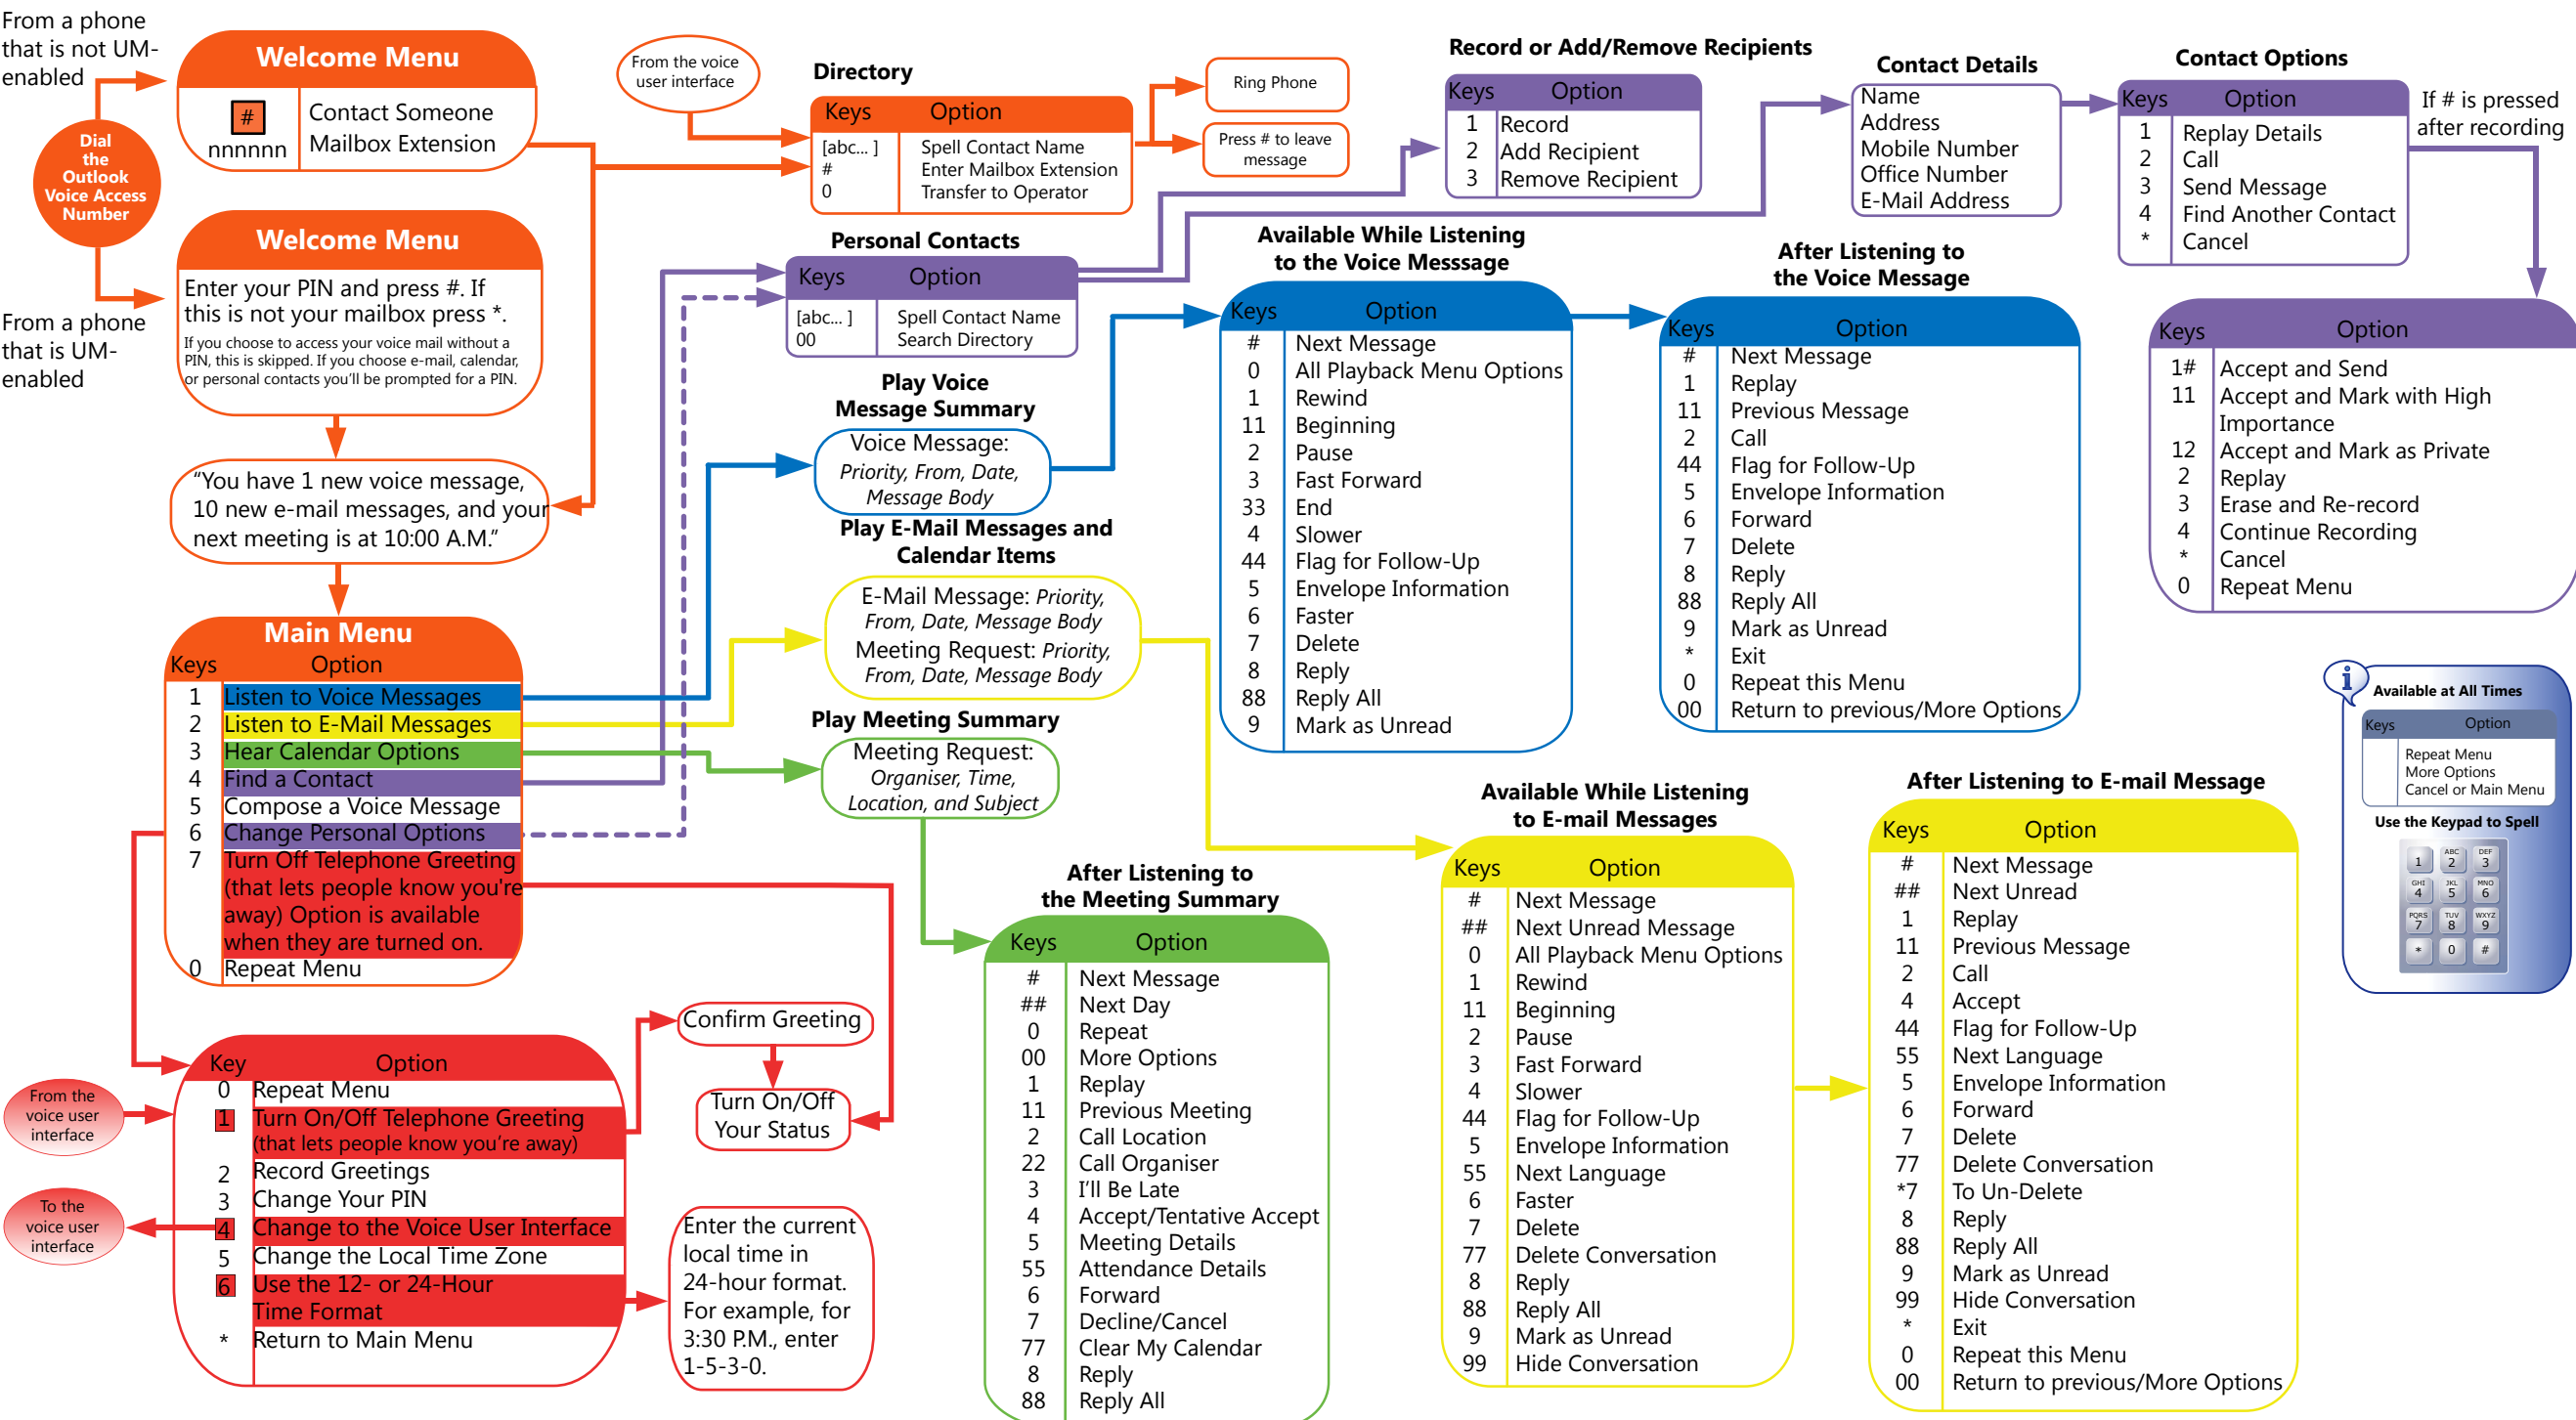 From a phone
that is not UM-
enabled
Dial
the
Outlook
Voice Access
Number
From a phone
that is UM-
enabled
Welcome Menu
# Contact Someone
nnnnnn Mailbox Extension
Welcome Menu
Enter your PIN and press #. If
this is not your mailbox press *.
If you choose to access your voice mail without a
PIN, this is skipped. If you choose e-mail, calendar,
or personal contacts you'll be prompted for a PIN.
"You have 1 new voice message,
10 new e-mail messages, and your
next meeting is at 10:00 A.M."
Main Menu
Keys Option
1 Listen to Voice Messages
2 Listen to E-Mail Messages
3 Hear Calendar Options
4 Find a Contact
5 Compose a Voice Message
6 Change Personal Options
7 Turn Off Telephone Greeting
(that lets people know you're
away) Option is available
when they are turned on.
0 Repeat Menu
From the
voice user
interface
To the
voice user
interface
Key Option
0 Repeat Menu
1 Turn On/Off Telephone Greeting
(that lets people know you're away)
2 Record Greetings
3 Change Your PIN
4 Change to the Voice User Interface
5 Change the Local Time Zone
6 Use the 12- or 24-Hour
Time Format
* Return to Main Menu
Confirm Greeting
Turn On/Off
Your Status
Enter the current
local time in
24-hour format.
For example, for
3:30 P.M., enter
1-5-3-0.
From the voice
user interface
Directory
Keys Option
[abc... ] Spell Contact Name
# Enter Mailbox Extension
0 Transfer to Operator
Ring Phone
Press # to leave
message
Personal Contacts
Keys Option
[abc... ] Spell Contact Name
00 Search Directory
Play Voice
Message Summary
Voice Message:
Priority, From, Date,
Message Body
Play E-Mail Messages and
Calendar Items
E-Mail Message: Priority,
From, Date, Message Body
Meeting Request: Priority,
From, Date, Message Body
Play Meeting Summary
Meeting Request:
Organiser, Time,
Location, and Subject
After Listening to
the Meeting Summary
Keys Option
# Next Message
## Next Day
0 Repeat
00 More Options
1 Replay
11 Previous Meeting
2 Call Location
22 Call Organiser
3 I'll Be Late
4 Accept/Tentative Accept
5 Meeting Details
55 Attendance Details
6 Forward
7 Decline/Cancel
77 Clear My Calendar
8 Reply
88 Reply All
Record or Add/Remove Recipients
Keys Option
1 Record
2 Add Recipient
3 Remove Recipient
Contact Details
Name
Address
Mobile Number
Office Number
E-Mail Address
Contact Options
Keys Option
1 Replay Details
2 Call
3 Send Message
4 Find Another Contact
* Cancel
If # is pressed
after recording
Keys Option
1# Accept and Send
11 Accept and Mark with High
Importance
12 Accept and Mark as Private
2 Replay
3 Erase and Re-record
4 Continue Recording
* Cancel
0 Repeat Menu
Available While Listening
to the Voice Messsage
Keys Option
# Next Message
0 All Playback Menu Options
1 Rewind
11 Beginning
2 Pause
3 Fast Forward
33 End
4 Slower
44 Flag for Follow-Up
5 Envelope Information
6 Faster
7 Delete
8 Reply
88 Reply All
9 Mark as Unread
After Listening to
the Voice Message
Keys Option
# Next Message
1 Replay
11 Previous Message
2 Call
44 Flag for Follow-Up
5 Envelope Information
6 Forward
7 Delete
8 Reply
88 Reply All
9 Mark as Unread
* Exit
0 Repeat this Menu
00 Return to previous/More Options
Available While Listening
to E-mail Messages
Keys Option
# Next Message
## Next Unread Message
0 All Playback Menu Options
1 Rewind
11 Beginning
2 Pause
3 Fast Forward
4 Slower
44 Flag for Follow-Up
5 Envelope Information
55 Next Language
6 Faster
7 Delete
77 Delete Conversation
8 Reply
88 Reply All
9 Mark as Unread
99 Hide Conversation
After Listening to E-mail Message
Keys Option
# Next Message
## Next Unread
1 Replay
11 Previous Message
2 Call
4 Accept
44 Flag for Follow-Up
55 Next Language
5 Envelope Information
6 Forward
7 Delete
77 Delete Conversation
*7 To Un-Delete
8 Reply
88 Reply All
9 Mark as Unread
99 Hide Conversation
* Exit
0 Repeat this Menu
00 Return to previous/More Options
i
Available at All Times
Keys Option
Repeat Menu
More Options
Cancel or Main Menu
Use the Keypad to Spell
ABC DEF
1 2 3
GHI JKL MNO
4 5 6
PQRS TUV WXYZ
7 8 9
* 0 #